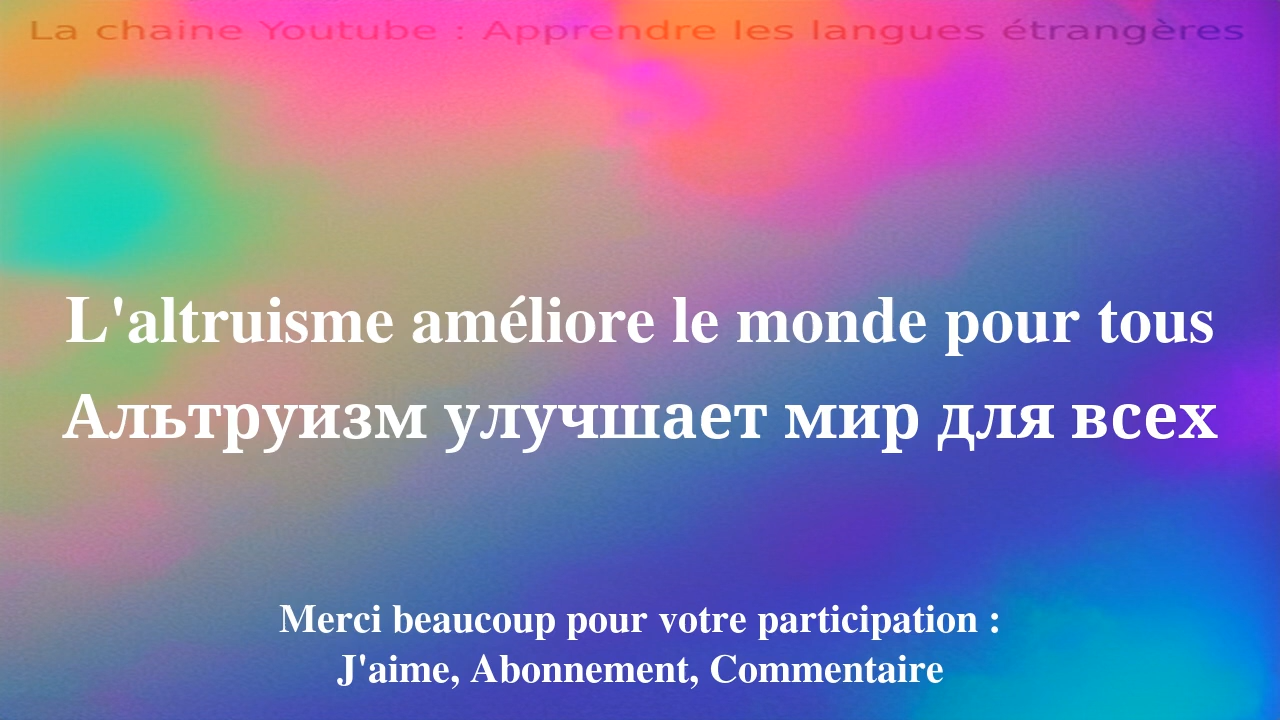 La chaine Youtube : Apprendre les langues étrangères
L'altruisme améliore le monde pour tous
Альтруизм улучшает мир для всех
Merci beaucoup pour votre participation :
J'aime, Abonnement, Commentaire